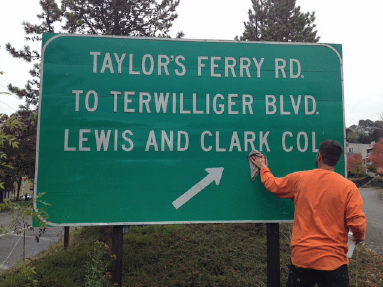 TAYLOR'S FERRY RD.
TO TERWILLIGER BLVD.
LEWIS AND CLARK COL